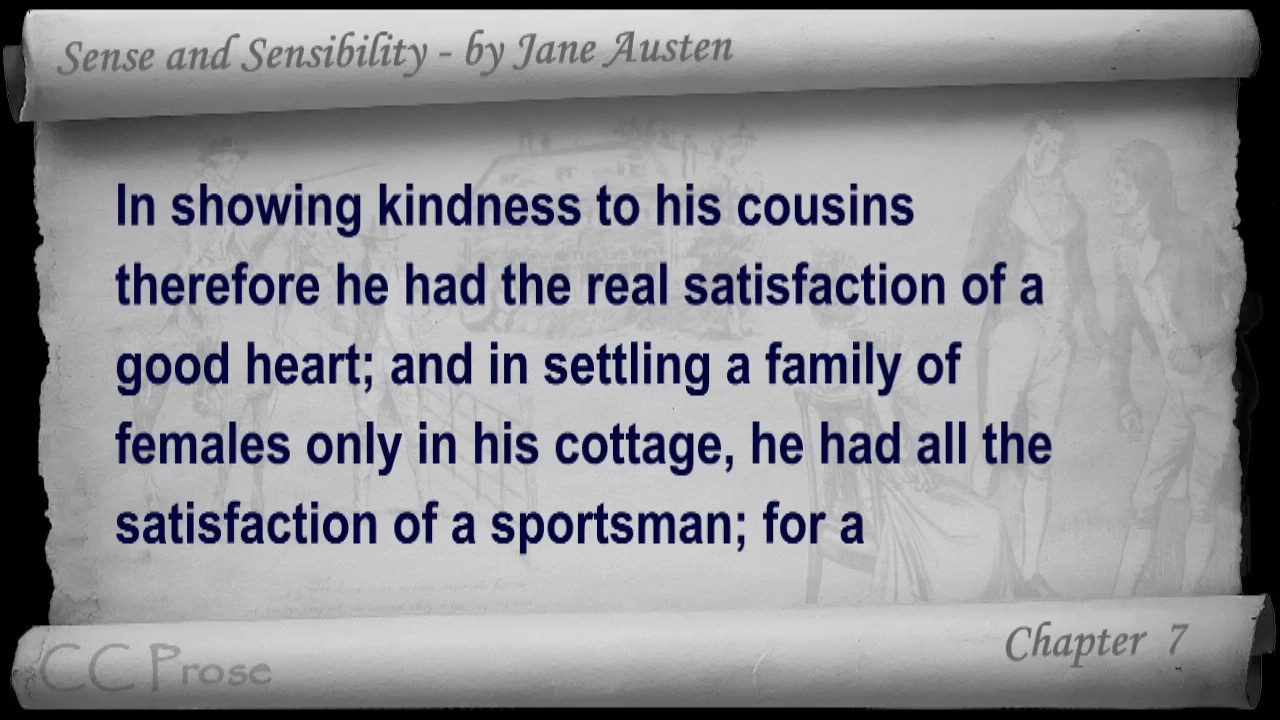 Sense and Sensibility - by Jane Austen
In showing kindness to his cousins
therefore he had the real satisfaction of a
good heart; and in settling a family of
females only in his cottage, he had all the
satisfaction of a sportsman; for a
CC Prose
Chapter 7